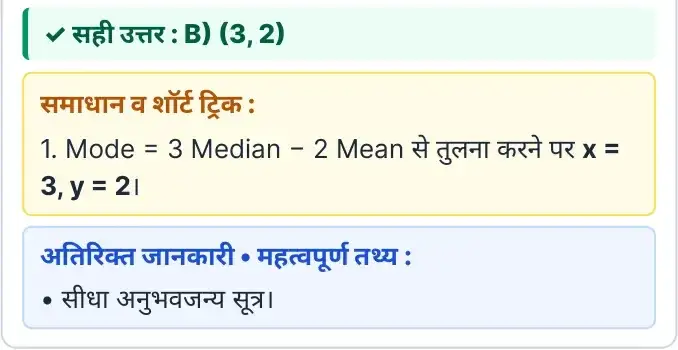 ✓ सही उत्तर : B) (3, 2)
समाधान व शॉर्ट ट्रिक :
1. Mode = 3 Median − 2 Mean से तुलना करने पर x =
3, y = 2।
अतिरिक्त जानकारी • महत्वपूर्ण तथ्य :
• सीधा अनुभवजन्य सूत्र।